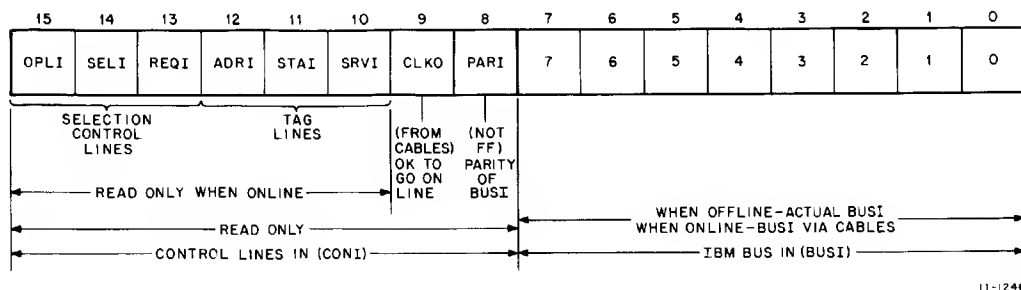 15 14 13 12 11 10 9 8 7 6 5 4 3 2 1 0
OPLI SELI REQI ADRI STAI SRVI CLKO PARI 7 6 5 4 3 2 1 0
SELECTION
CONTROL
LINES
TAG
LINES
(FROM
CABLES)
OK TO
GO ON
LINE
(NOT
FF)
PARITY
OF
BUSI
READ ONLY WHEN ONLINE
WHEN OFFLINE-ACTUAL BUSI
WHEN ONLINE-BUSI VIA CABLES
READ ONLY
CONTROL LINES IN (CONI)
IBM BUS IN (BUSI)